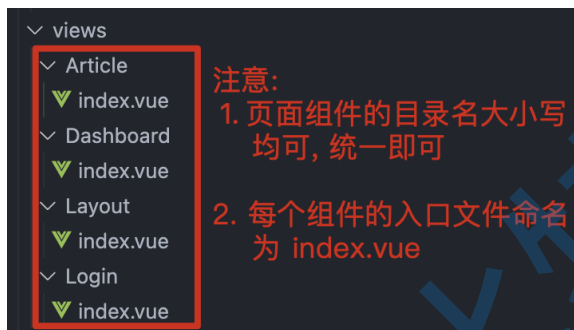 views
Article
index.vue
Dashboard
index.vue
Layout
index.vue
Login
index.vue
注意:
1. 页面组件的目录名大小写
均可, 统一即可
2. 每个组件的入口文件命名
为 index.vue